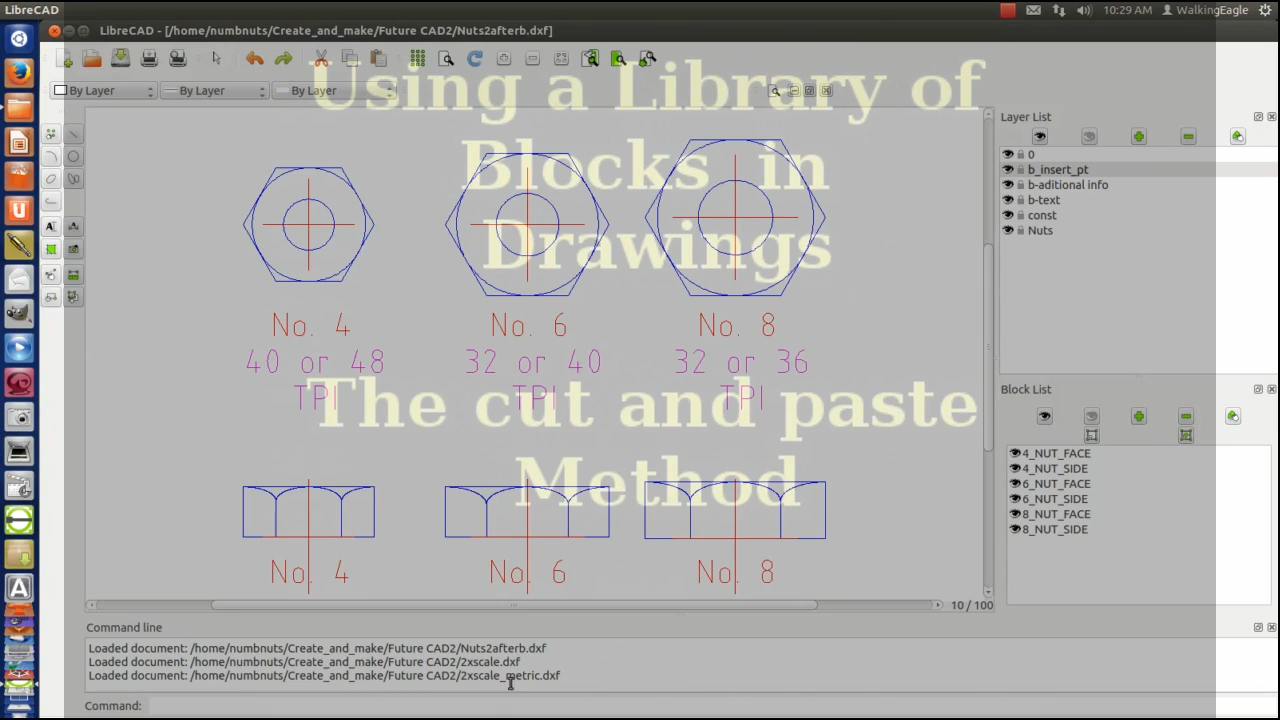 LibreCAD
10:29 AM
WalkingEagle
LibreCAD - [/home/numbnuts/Create_and_make/Future CAD2/Nuts2afterb.dxf]
By Layer
By Layer
By Layer
Using a Library of
Blocks in
Drawings
The cut and paste
Method
No. 4
No. 6
No. 8
40 or 48
TPI
32 or 40
TPI
32 or 36
TPI
No. 4
No. 6
No. 8
10 / 100
Layer List
0
b_insert_pt
b-aditional info
b-text
const
Nuts
Block List
4_NUT_FACE
4_NUT_SIDE
6_NUT_FACE
6_NUT_SIDE
8_NUT_FACE
8_NUT_SIDE
Command line
Loaded document: /home/numbnuts/Create_and_make/Future CAD2/Nuts2afterb.dxf
Loaded document: /home/numbnuts/Create_and_make/Future CAD2/2xscale.dxf
Loaded document: /home/numbnuts/Create_and_make/Future CAD2/2xscale_metric.dxf
Command: